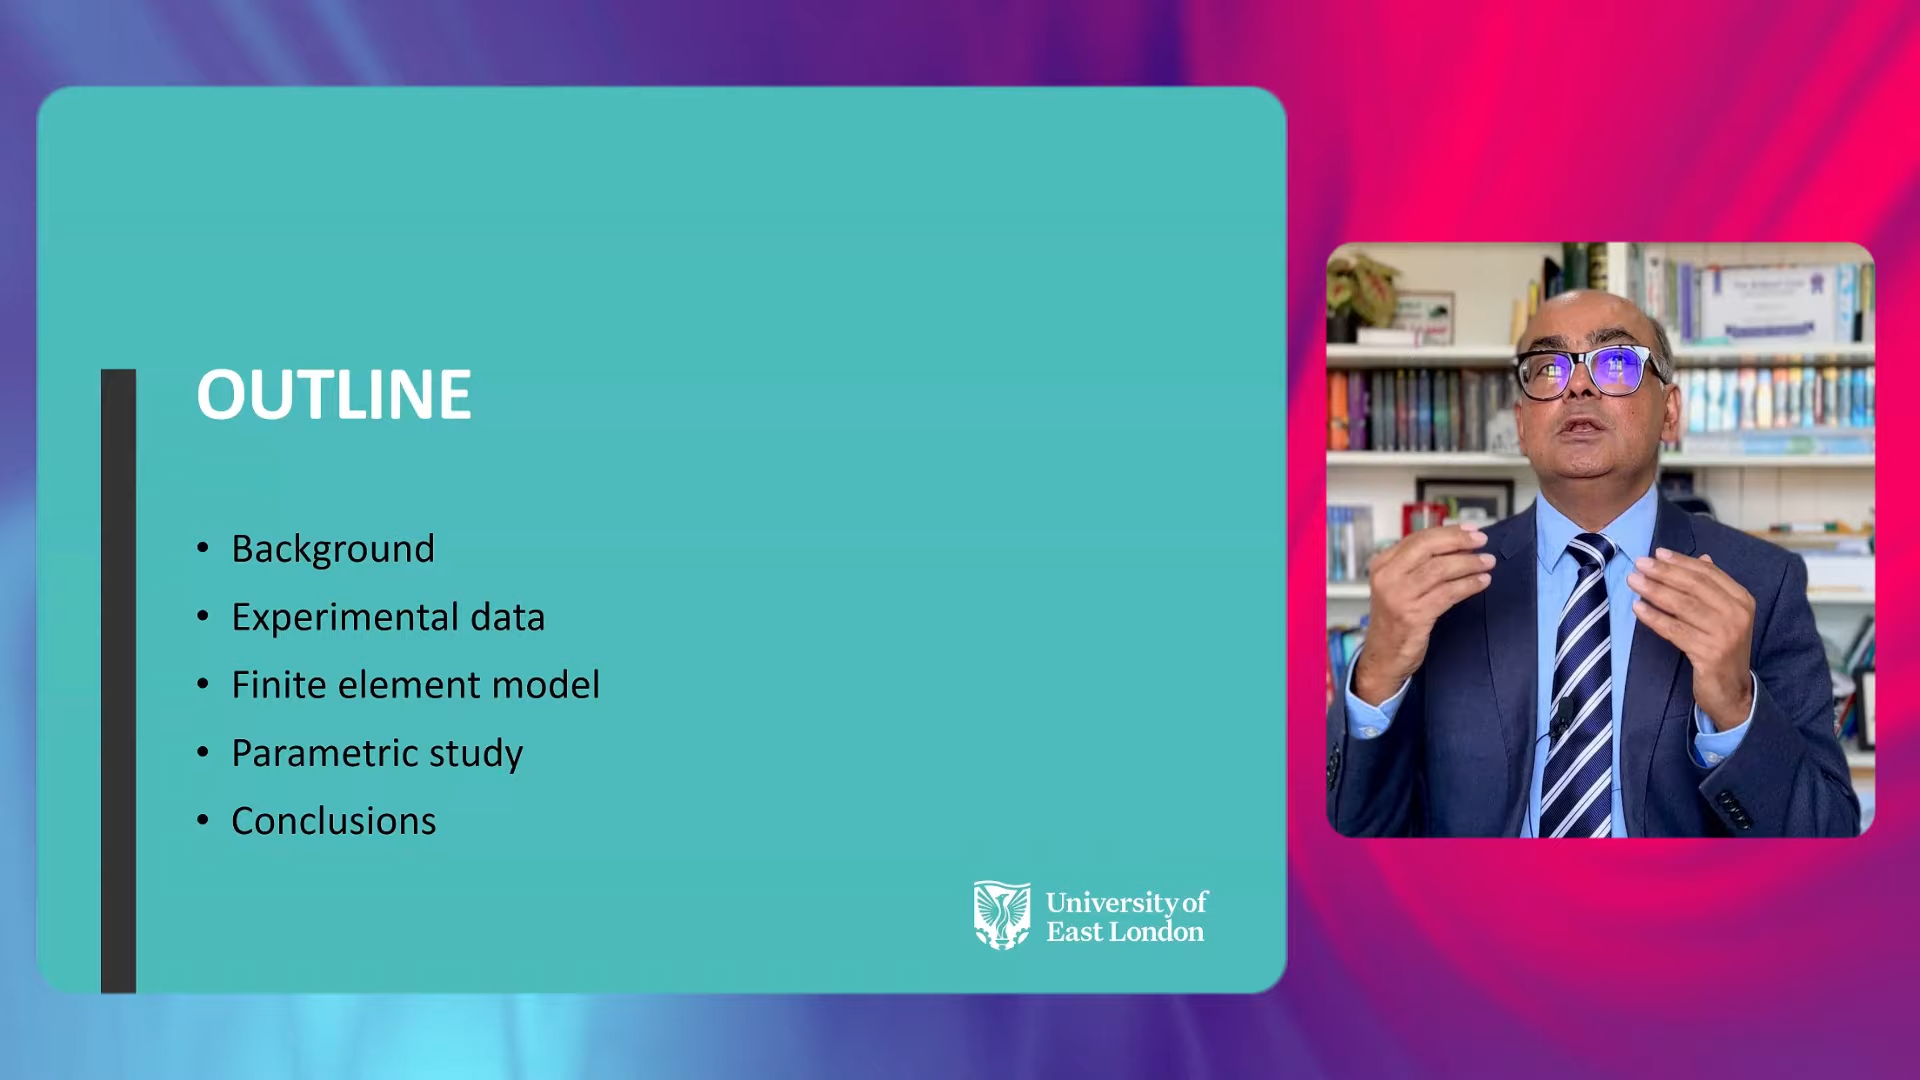 OUTLINE
• Background
• Experimental data
• Finite element model
• Parametric study
• Conclusions
University of
East London